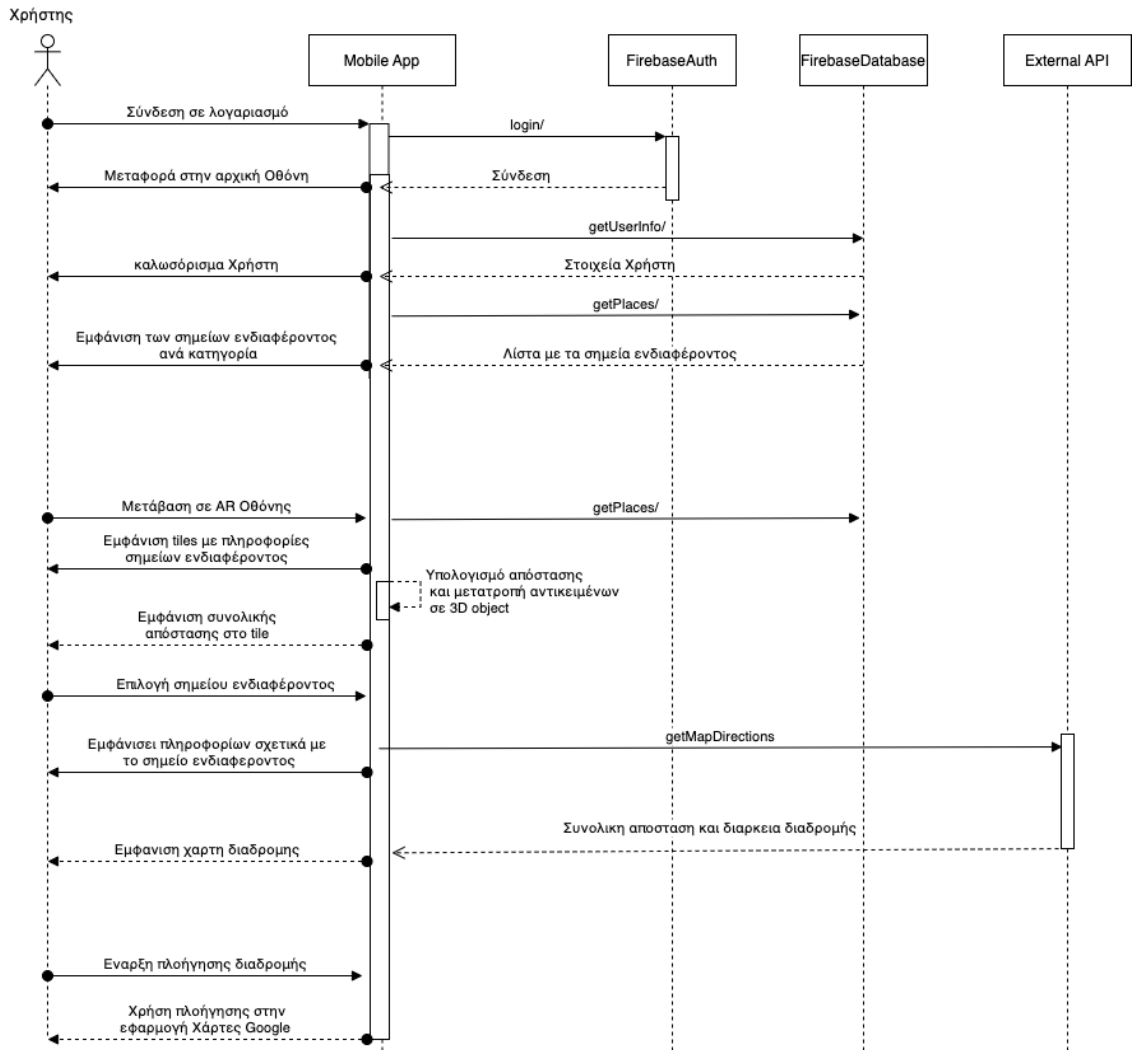 Χρήστης
Mobile App
FirebaseAuth
FirebaseDatabase
External API
Σύνδεση σε λογαριασμό
login/
Μεταφορά στην αρχική Οθόνη
Σύνδεση
getUserInfo/
καλωσόρισμα Χρήστη
Στοιχεία Χρήστη
getPlaces/
Εμφάνιση των σημείων ενδιαφέροντος
ανά κατηγορία
Λίστα με τα σημεία ενδιαφέροντος
Μετάβαση σε AR Οθόνης
getPlaces/
Εμφάνιση tiles με πληροφορίες
σημείων ενδιαφέροντος
Υπολογισμό απόστασης
και μετατροπή αντικειμένων
σε 3D object
Εμφάνιση συνολικής
απόστασης στο tile
Επιλογή σημείου ενδιαφέροντος
getMapDirections
Εμφάνισει πληροφορίων σχετικά με
το σημείο ενδιαφεροντος
Συνολικη αποσταση και διαρκεια διαδρομής
Εμφανιση χαρτη διαδρομης
Εναρξη πλοήγησης διαδρομής
Χρήση πλοήγησης στην
εφαρμογή Χάρτες Google